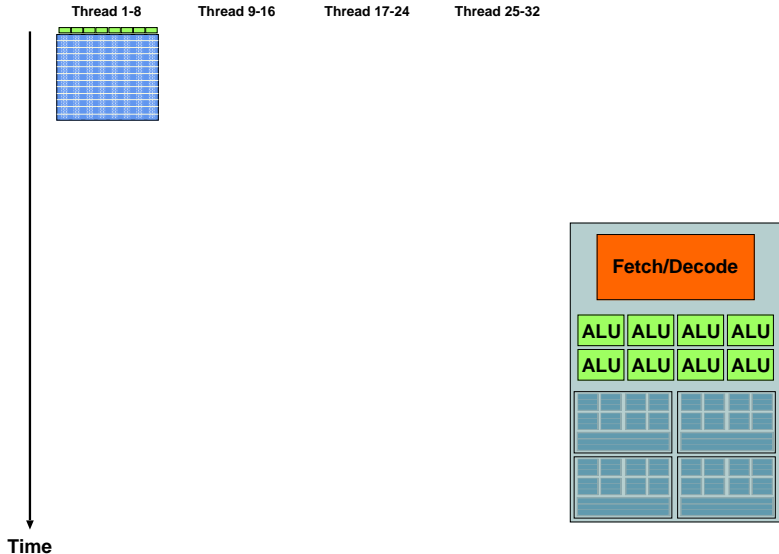 Thread 1-8 Thread 9-16 Thread 17-24 Thread 25-32
Fetch/Decode
ALU ALU ALU ALU
ALU ALU ALU ALU
Time